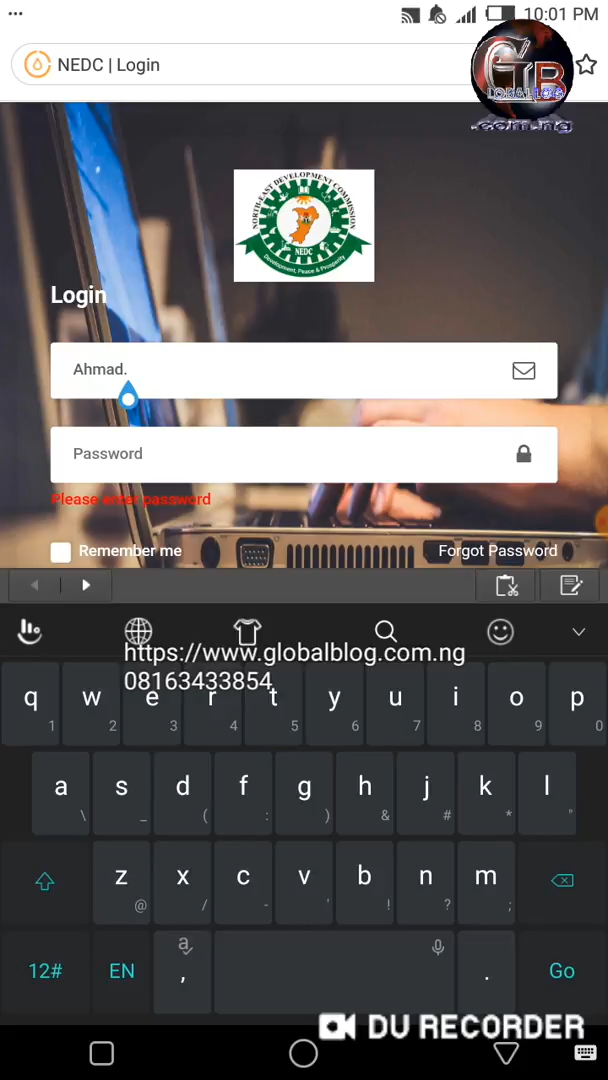 10:01 PM
NEDC | Login
GTB
LOBALLOG
.com.ng
NORTH-EAST DEVELOPMENT COMMISSION
NEDC
Development, Peace & Prosperity
Login
Ahmad.
Password
Please enter password
Remember me
Forgot Password
https://www.globalblog.com.ng
08163433854
q w e r t y u i o p
1 2 3 4 5 6 7 8 9 0
a s d f g h j k l
\ _ ( : ) & # * "
z x c v b n m
@ / - ' ! ? ;
12# EN a , . Go
DU RECORDER